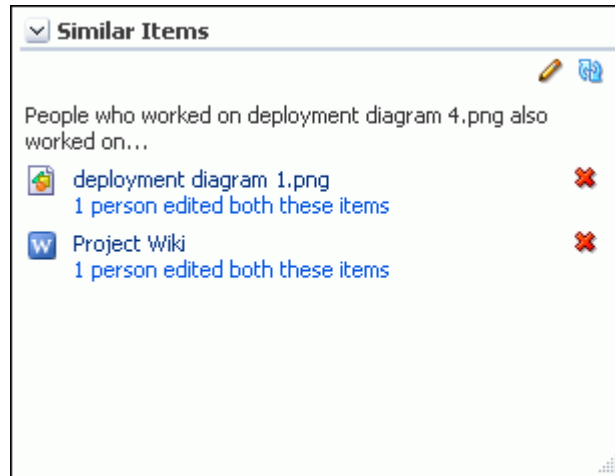 Similar Items
People who worked on deployment diagram 4.png also
worked on...
deployment diagram 1.png
1 person edited both these items
W Project Wiki
1 person edited both these items